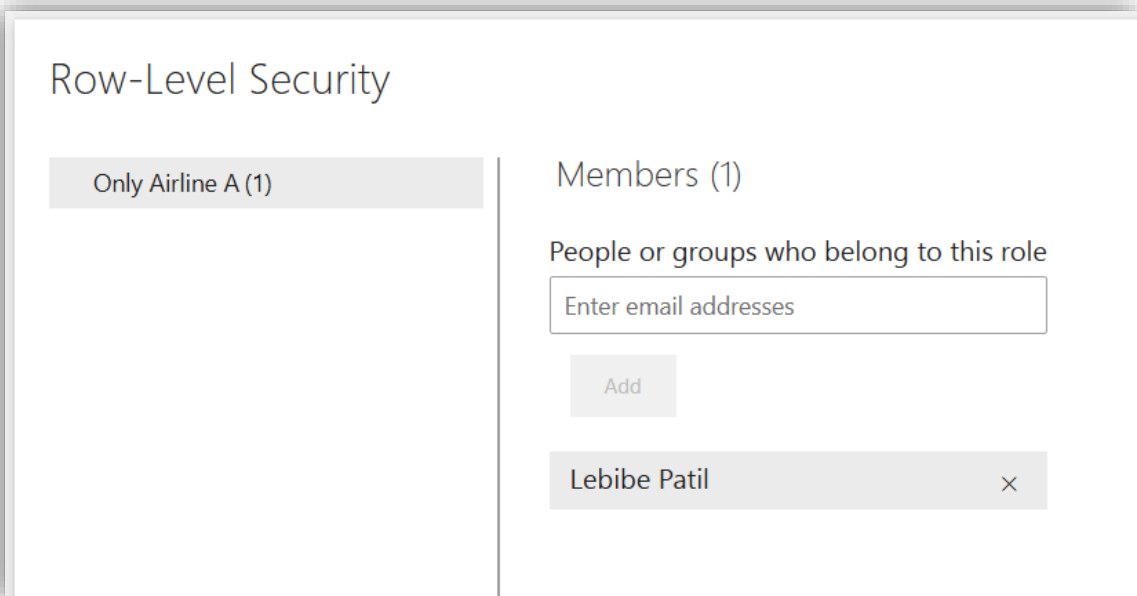 Row-Level Security
Only Airline A (1)
Members (1)
People or groups who belong to this role
Enter email addresses
Add
Lebibe Patil